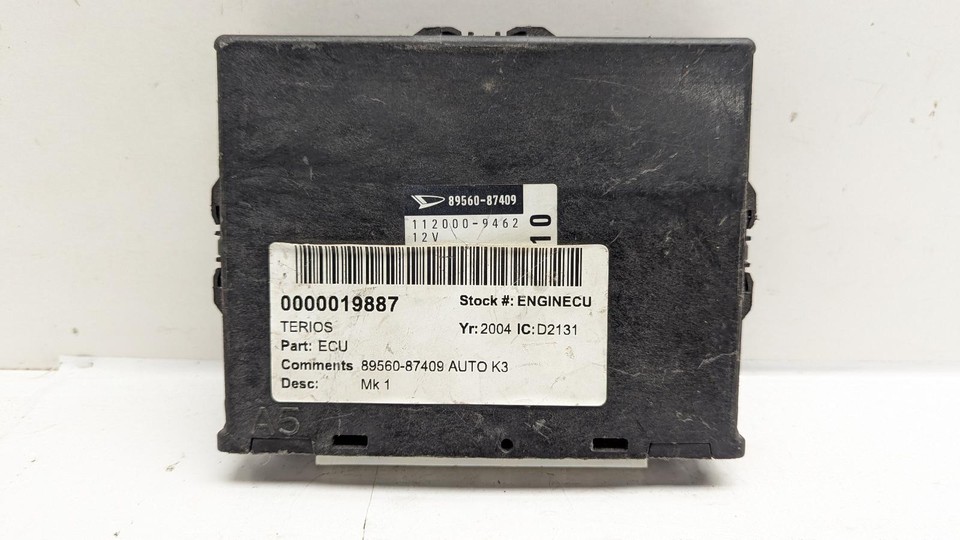 89560-87409
112000-9462
12V
10
0000019887
Stock #: ENGINECU
TERIOS
Yr: 2004 IC: D2131
Part: ECU
Comments 89560-87409 AUTO K3
Desc: Mk 1
A5